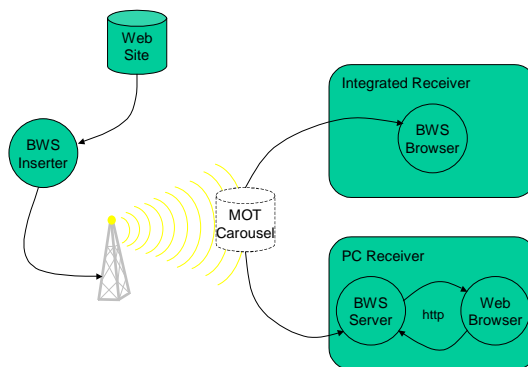 Web
Site
BWS
Inserter
MOT
Carousel
Integrated Receiver
BWS
Browser
PC Receiver
BWS
Server
http
Web
Browser